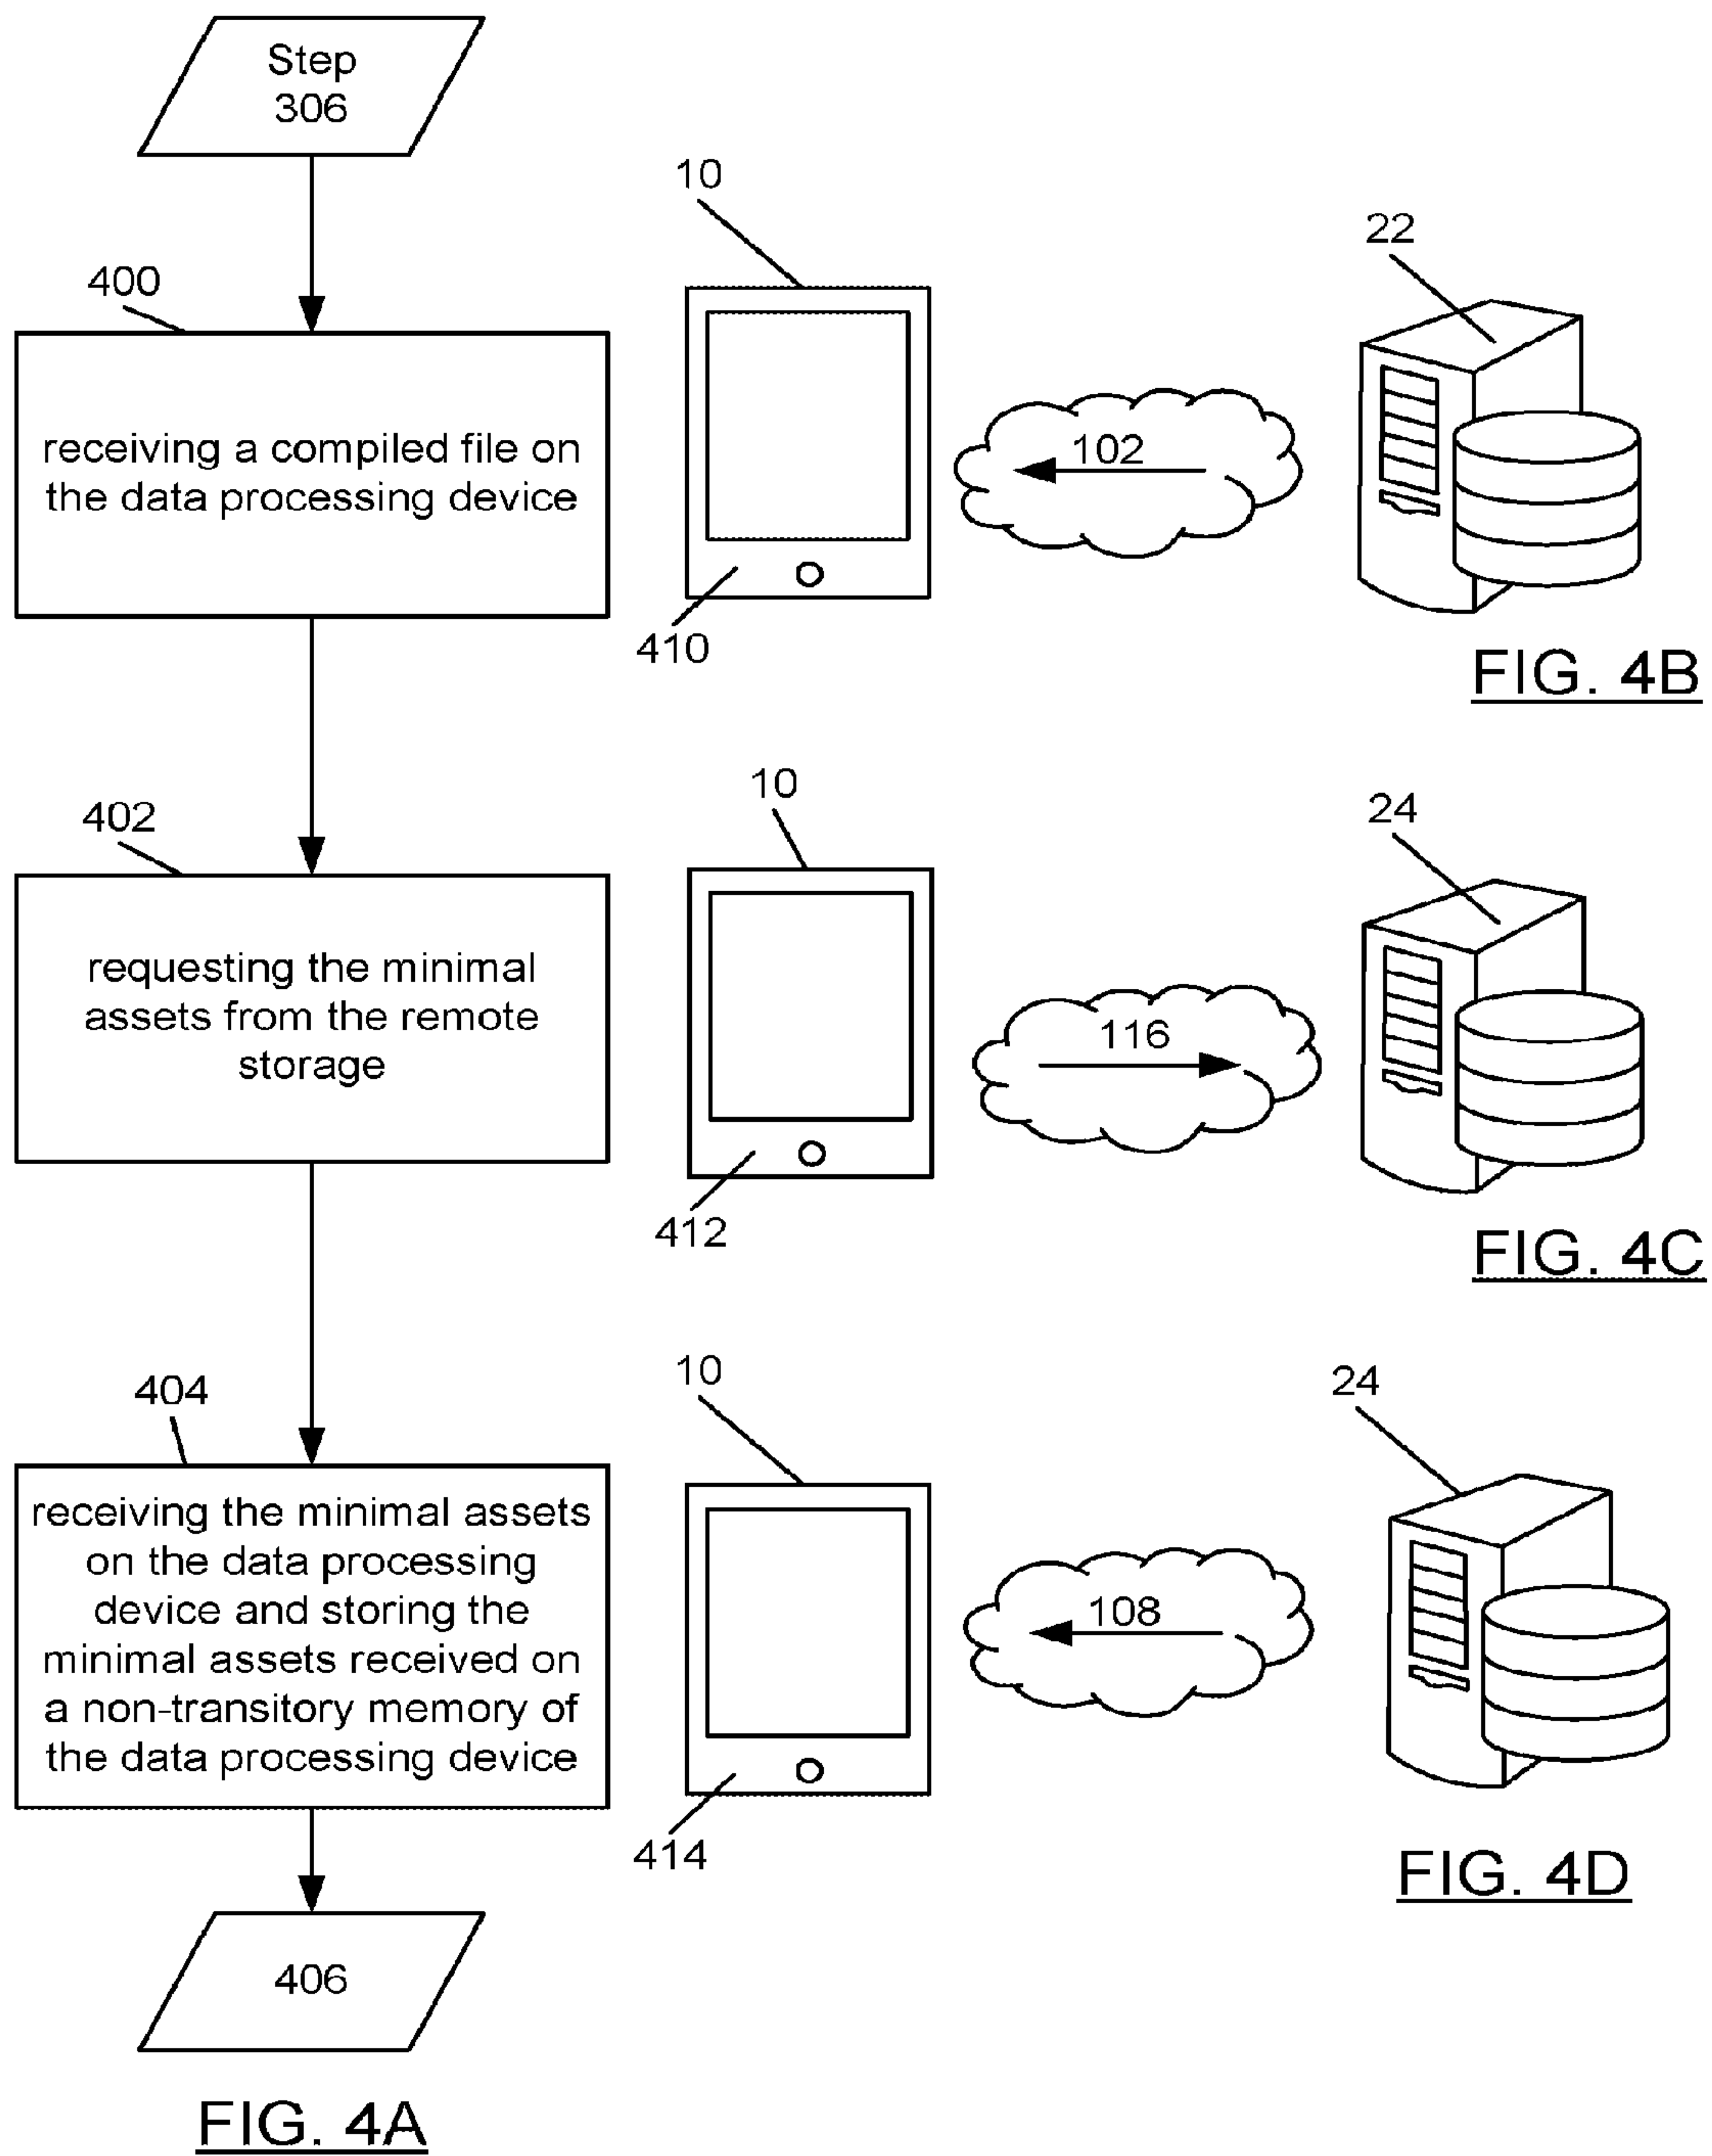 Step
306
400
receiving a compiled file on
the data processing device
10
22
102
410
FIG. 4B
402
requesting the minimal
assets from the remote
storage
10
24
116
412
FIG. 4C
404
receiving the minimal assets
on the data processing
device and storing the
minimal assets received on
a non-transitory memory of
the data processing device
10
24
108
414
FIG. 4D
406
FIG. 4A